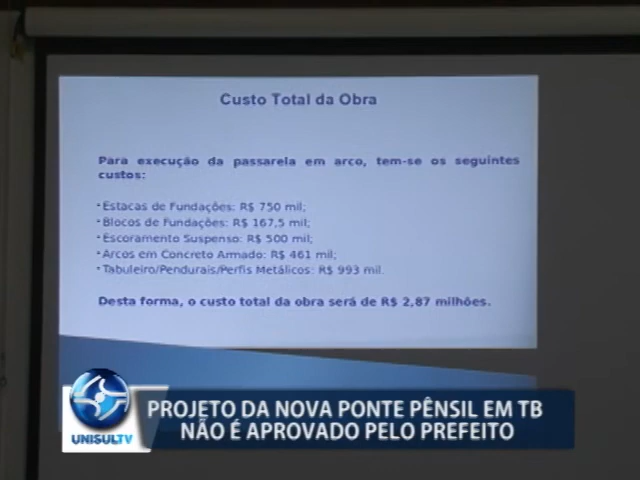 Custo Total da Obra
Para execução da passarela em arco, tem-se os seguintes
custos:
•Estacas de Fundações: R$ 750 mil;
•Blocos de Fundações: R$ 167,5 mil;
•Escoramento Suspenso: R$ 500 mil;
•Arcos em Concreto Armado: R$ 461 mil;
•Tabuleiro/Pendurais/Perfis Metálicos: R$ 993 mil.
Desta forma, o custo total da obra será de R$ 2,87 milhões.
PROJETO DA NOVA PONTE PÊNSIL EM TB
NÃO É APROVADO PELO PREFEITO
UNISULTV